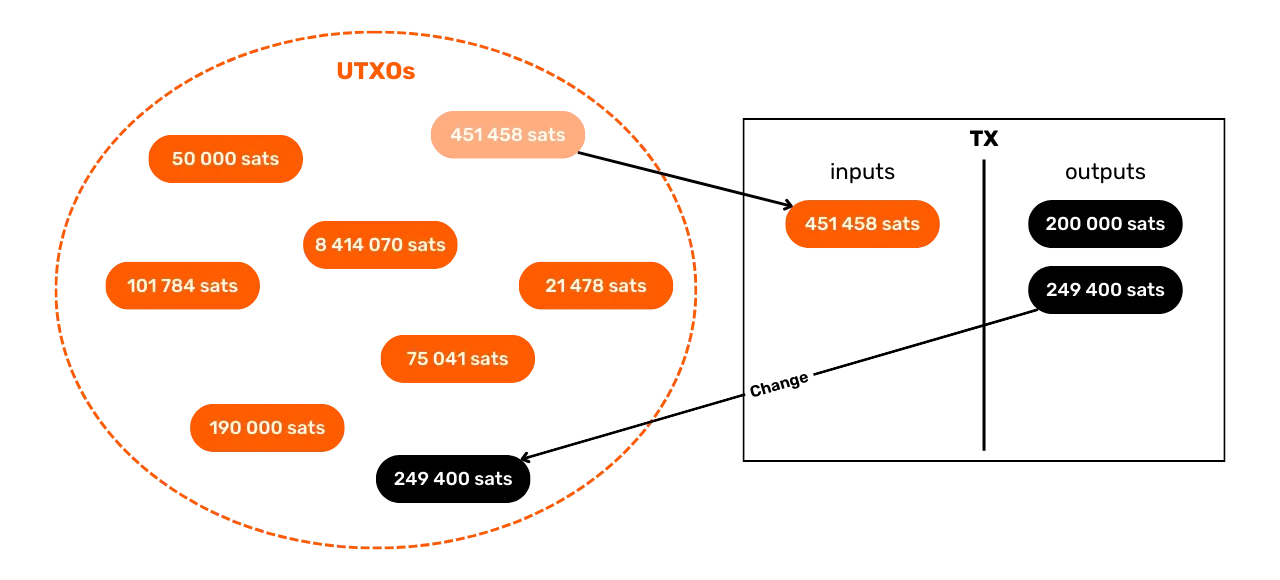 UTXOs
451 458 sats
50 000 sats
8 414 070 sats
101 784 sats
21 478 sats
75 041 sats
190 000 sats
249 400 sats
Change
TX
inputs
outputs
451 458 sats
200 000 sats
249 400 sats